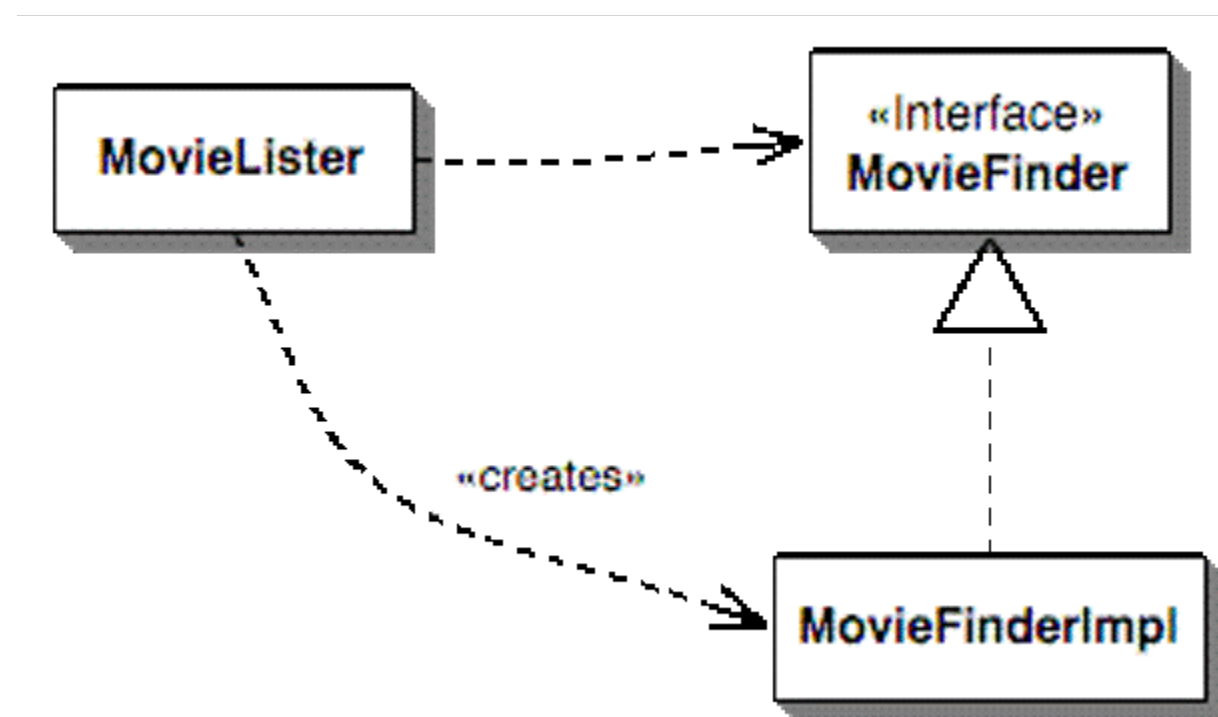 MovieLister
«Interface»
MovieFinder
«creates»
MovieFinderImpl